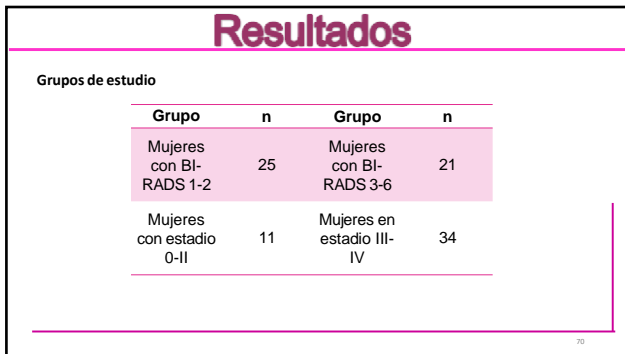 Resultados
Grupos de estudio
Grupo n Grupo n
Mujeres
con BI-
RADS 1-2
25
Mujeres
con BI-
RADS 3-6
21
Mujeres
con estadio
0-II
11
Mujeres en
estadio III-
IV
34
70